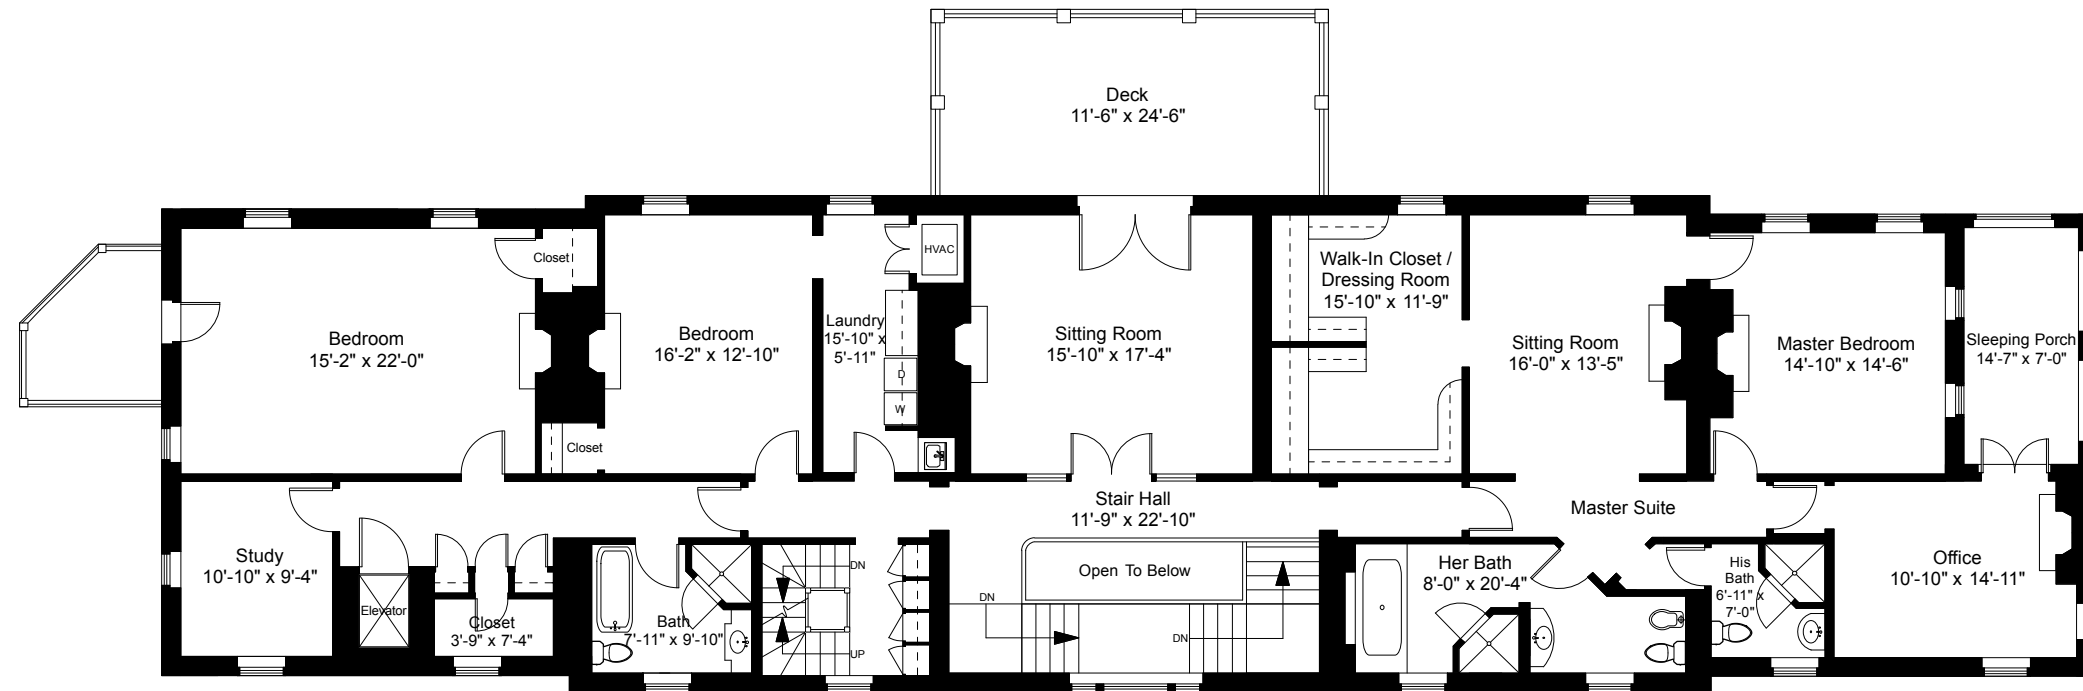 Deck
11'-6" x 24'-6"
Closet
HVAC
Walk-In Closet /
Dressing Room
15'-10" x 11'-9"
Bedroom
15'-2" x 22'-0"
Bedroom
16'-2" x 12'-10"
Laundry
15'-10" x
5'-11"
D
W
Sitting Room
15'-10" x 17'-4"
Sitting Room
16'-0" x 13'-5"
Master Bedroom
14'-10" x 14'-6"
Sleeping Porch
14'-7" x 7'-0"
Closet
Stair Hall
11'-9" x 22'-10"
Master Suite
Study
10'-10" x 9'-4"
Elevator
Closet
3'-9" x 7'-4"
Bath
7'-11" x 9'-10"
DN
UP
Open To Below
DN
DN
Her Bath
8'-0" x 20'-4"
His
Bath
6'-11" x
7'-0"
Office
10'-10" x 14'-11"